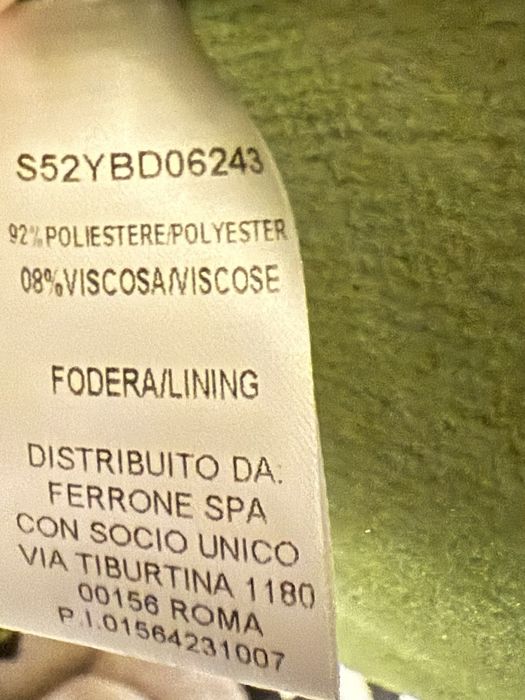 S52YBD06243
92%POLIESTERE/POLYESTER
08%VISCOSA/VISCOSE
FODERA/LINING
DISTRIBUITO DA:
FERRONE SPA
CON SOCIO UNICO
VIA TIBURTINA 1180
00156 ROMA
P.I.01564231007